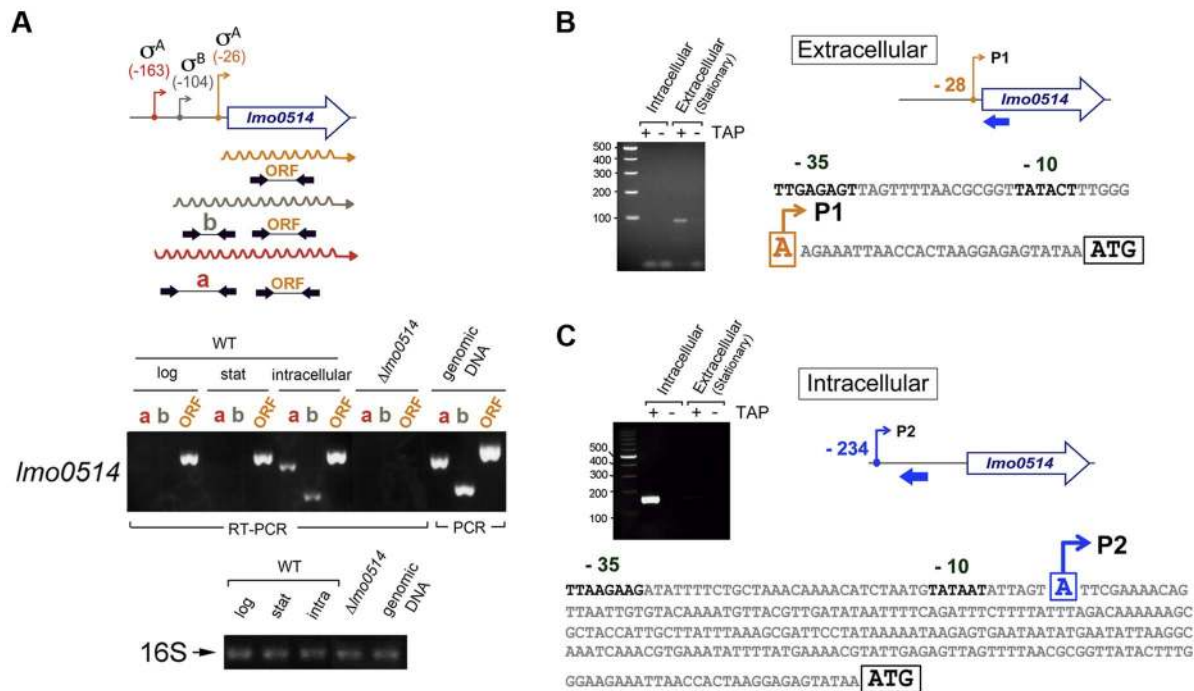 A
σA σB σA
(-163) (-104) (-26)
lmo0514
ORF
b ORF
a ORF
WT
log stat intracellular Δlmo0514 genomic DNA
a b ORF a b ORF a b ORF a b ORF a b ORF
lmo0514
RT-PCR PCR
WT
log stat intra Δlmo0514 genomic DNA
16S
B
Intracellular Extracellular (Stationary)
+ - + - TAP
500
400
300
200
100
Extracellular
P1
- 28
lmo0514
- 35 - 10
TTGAGAGTTAGTTTTAACGCGGTTATACTTTGGG
P1
A AGAAATTAACCACTAAGGAGAGTATAA ATG
C
Intracellular Extracellular (Stationary)
+ - + - TAP
500
400
300
200
100
Intracellular
P2
- 234
lmo0514
P2
- 35 - 10
TTAAGAAGATATTTTCTGCTAAACAAAACATCTAATGTATAATATTAGT A TTCGAAAACAG
TTAATTGTGTACAAAATGTTACGTTGATATAATTTTCAGATTTCTTTTATTTAGACAAAAAAGC
GCTACCATTGCTTATTTAAAGCGATTCCTATAAAAATAAGAGTGAATAATATGAATATTAAGGC
AAATCAAACGTGAAATATTTTATGAAAACGTATTGAGAGTTAGTTTTAACGCGGTTATACTTTG
GGAAGAAATTAACCACTAAGGAGAGTATAA ATG